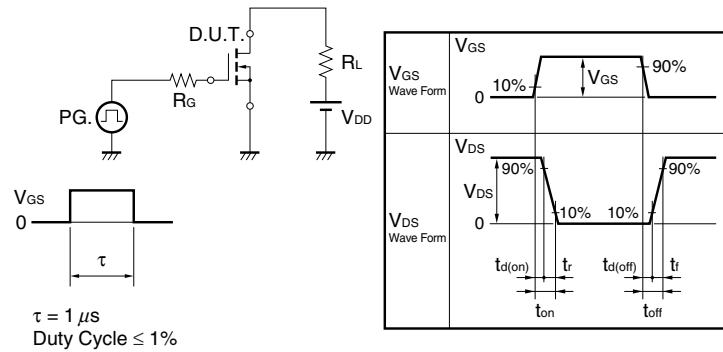 D.U.T.
RL
RG
PG.
VDD
VGS
0
τ
τ = 1 μs
Duty Cycle ≤ 1%
VGS
Wave Form
VGS
10%
VGS
90%
0
VDS
Wave Form
VDS
90%
90%
VDS
10%
10%
0
td(on)
tr
td(off)
tf
ton
toff